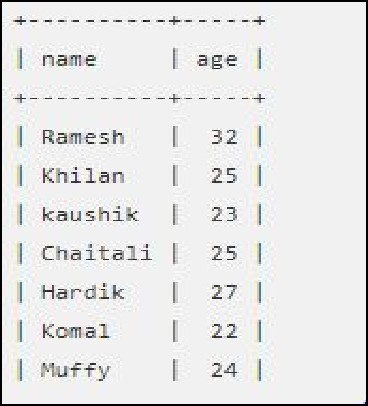 +----------+-----+
| name     | age |
+----------+-----+
| Ramesh   |  32 |
| Khilan   |  25 |
| kaushik  |  23 |
| Chaitali |  25 |
| Hardik   |  27 |
| Komal    |  22 |
| Muffy    |  24 |